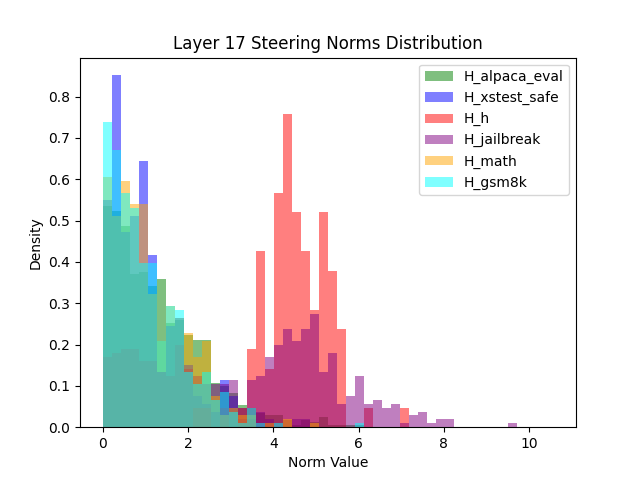 Layer 17 Steering Norms Distribution
H_alpaca_eval
H_xstest_safe
H_h
H_jailbreak
H_math
H_gsm8k
Density
0.8
0.7
0.6
0.5
0.4
0.3
0.2
0.1
0.0
0 2 4 6 8 10
Norm Value